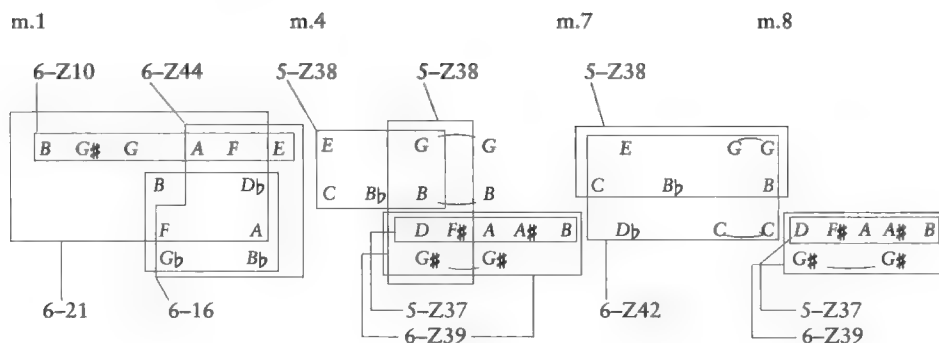 m.1 m.4 m.7 m.8
6–Z10 6–Z44 5–Z38 5–Z38 5–Z38
B G♯ G A F E E G G E G G
B D♭ C B♭ B B C B♭ B
F A D F♯ A A♯ B D♭ C C D F♯ A A♯ B
G♭ B♭ G♯ G♯ G♯ G♯
6–21 6–16 5–Z37 6–Z42 5–Z37
6–Z39 6–Z39